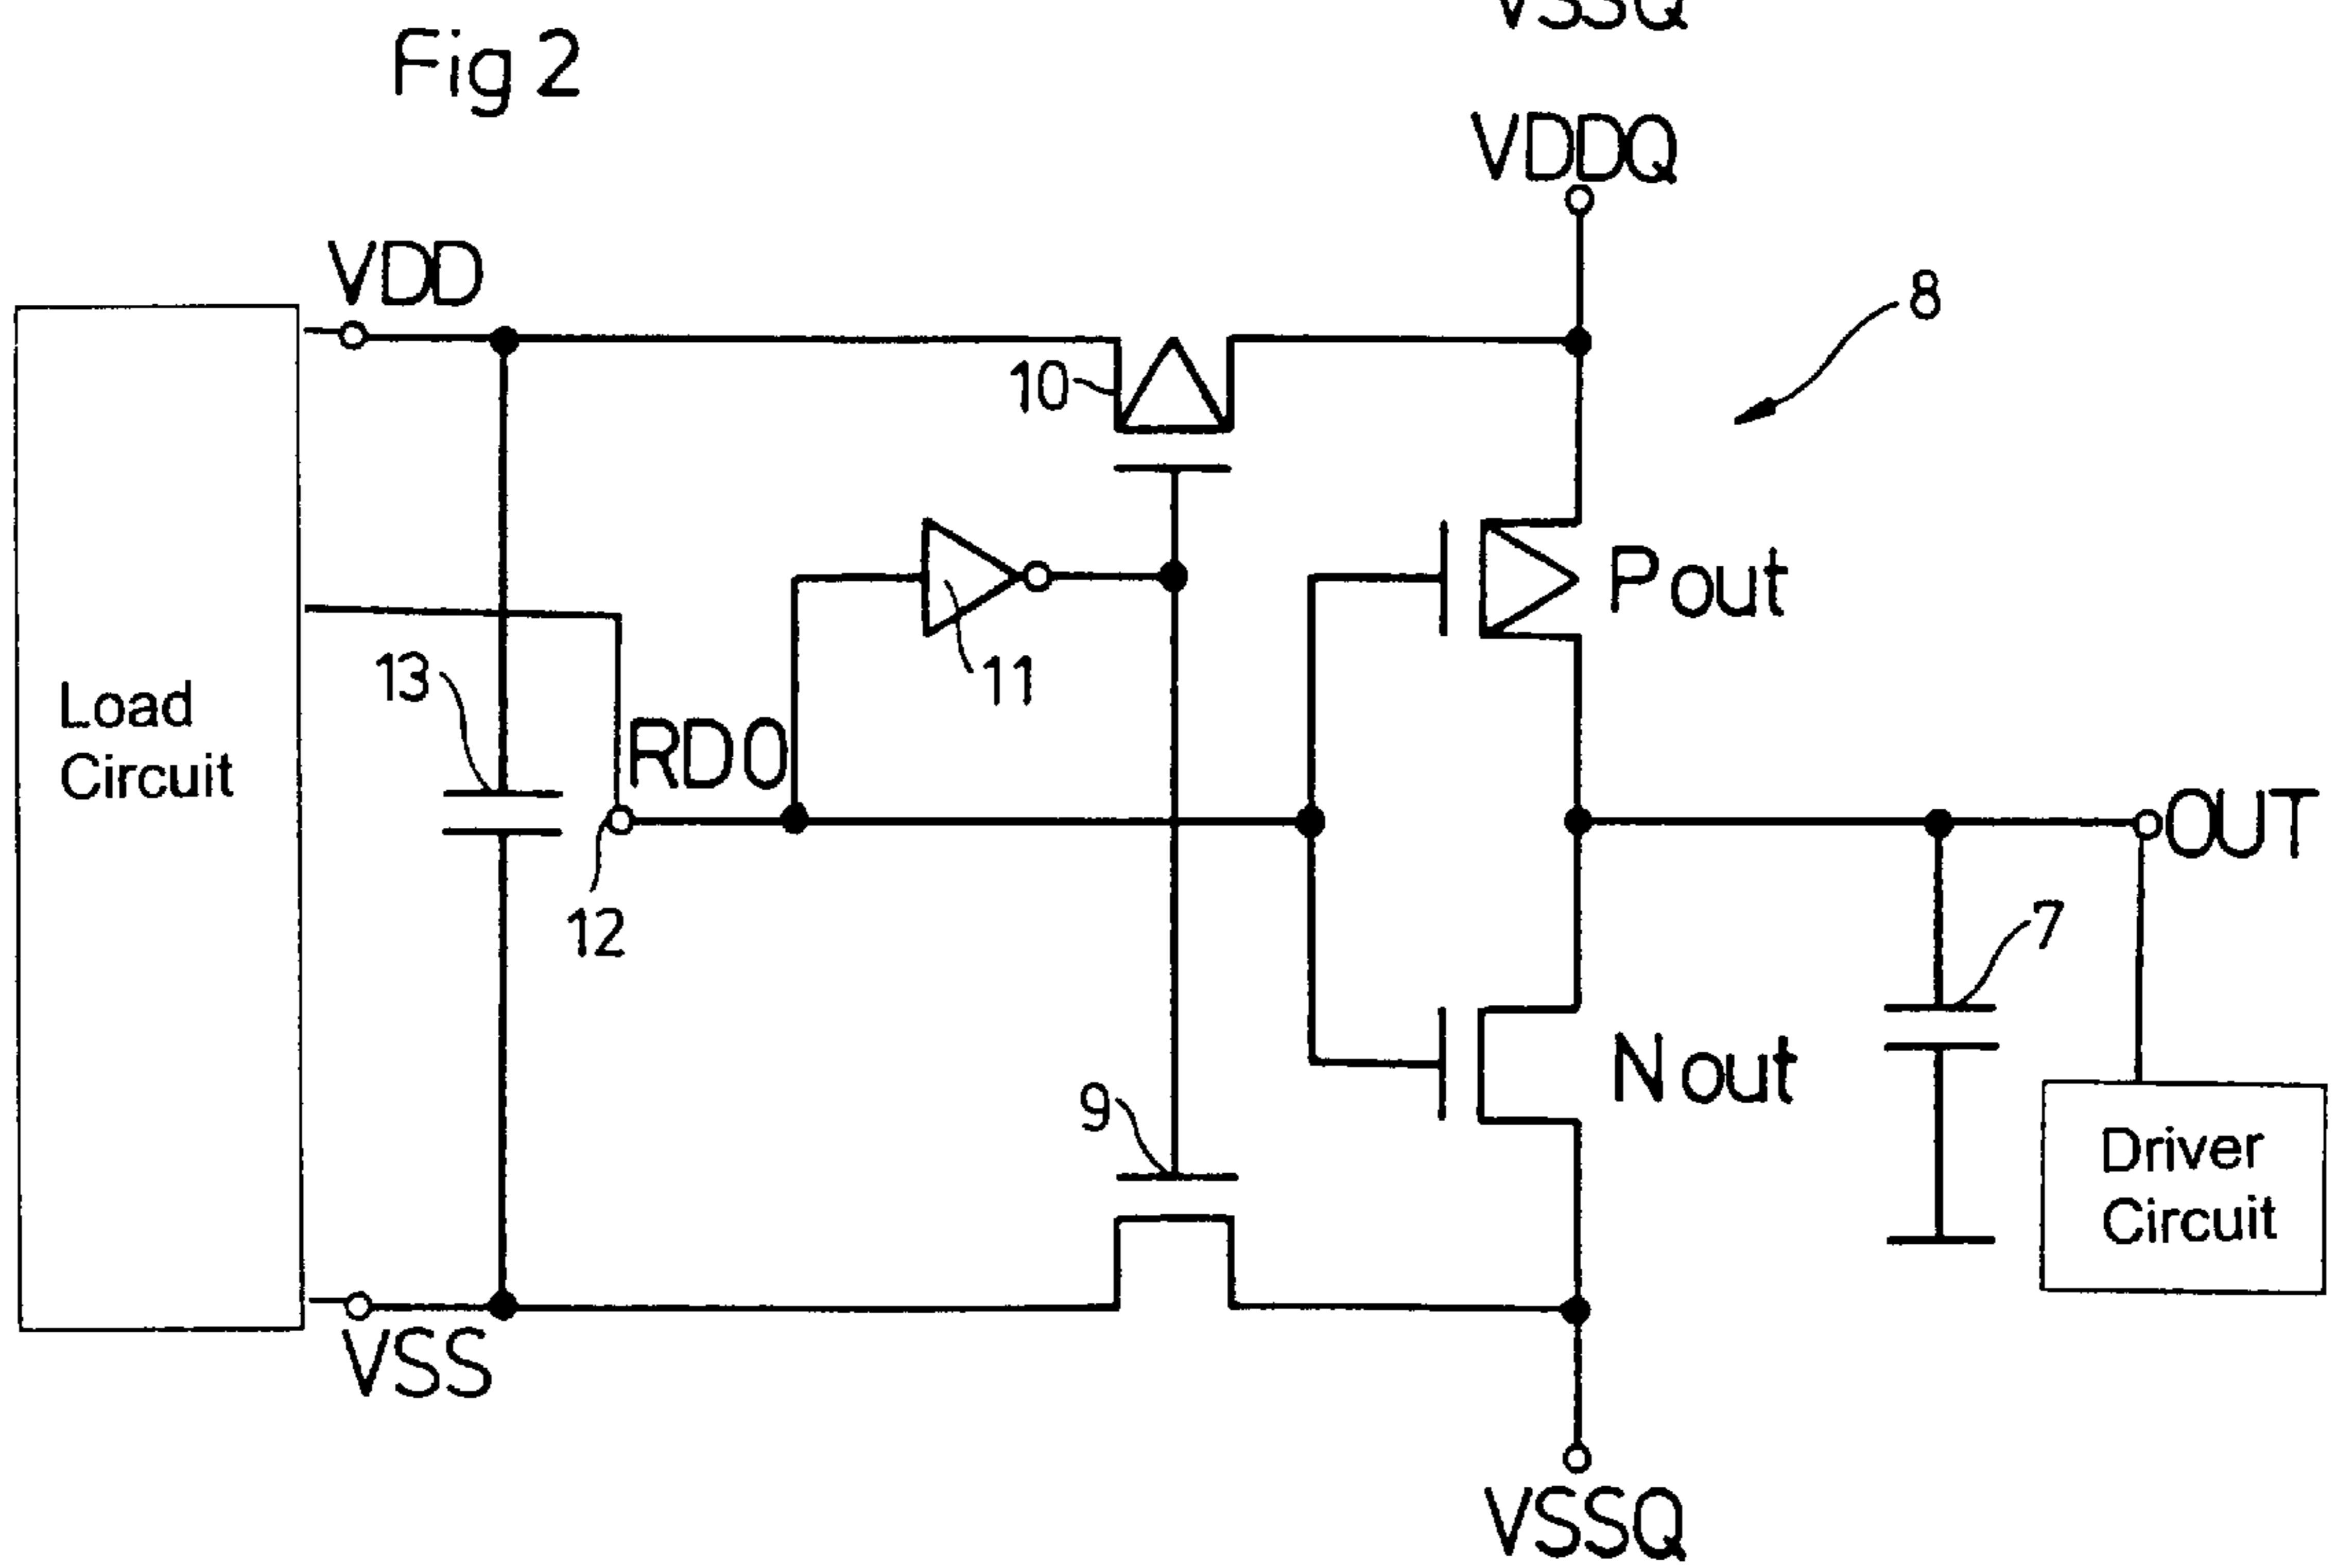 VSSQ
Fig 2
VDDQ
VDD
8
10
Pout
11
13
Load
Circuit
RD0
OUT
12
7
Nout
9
Driver
Circuit
VSS
VSSQ